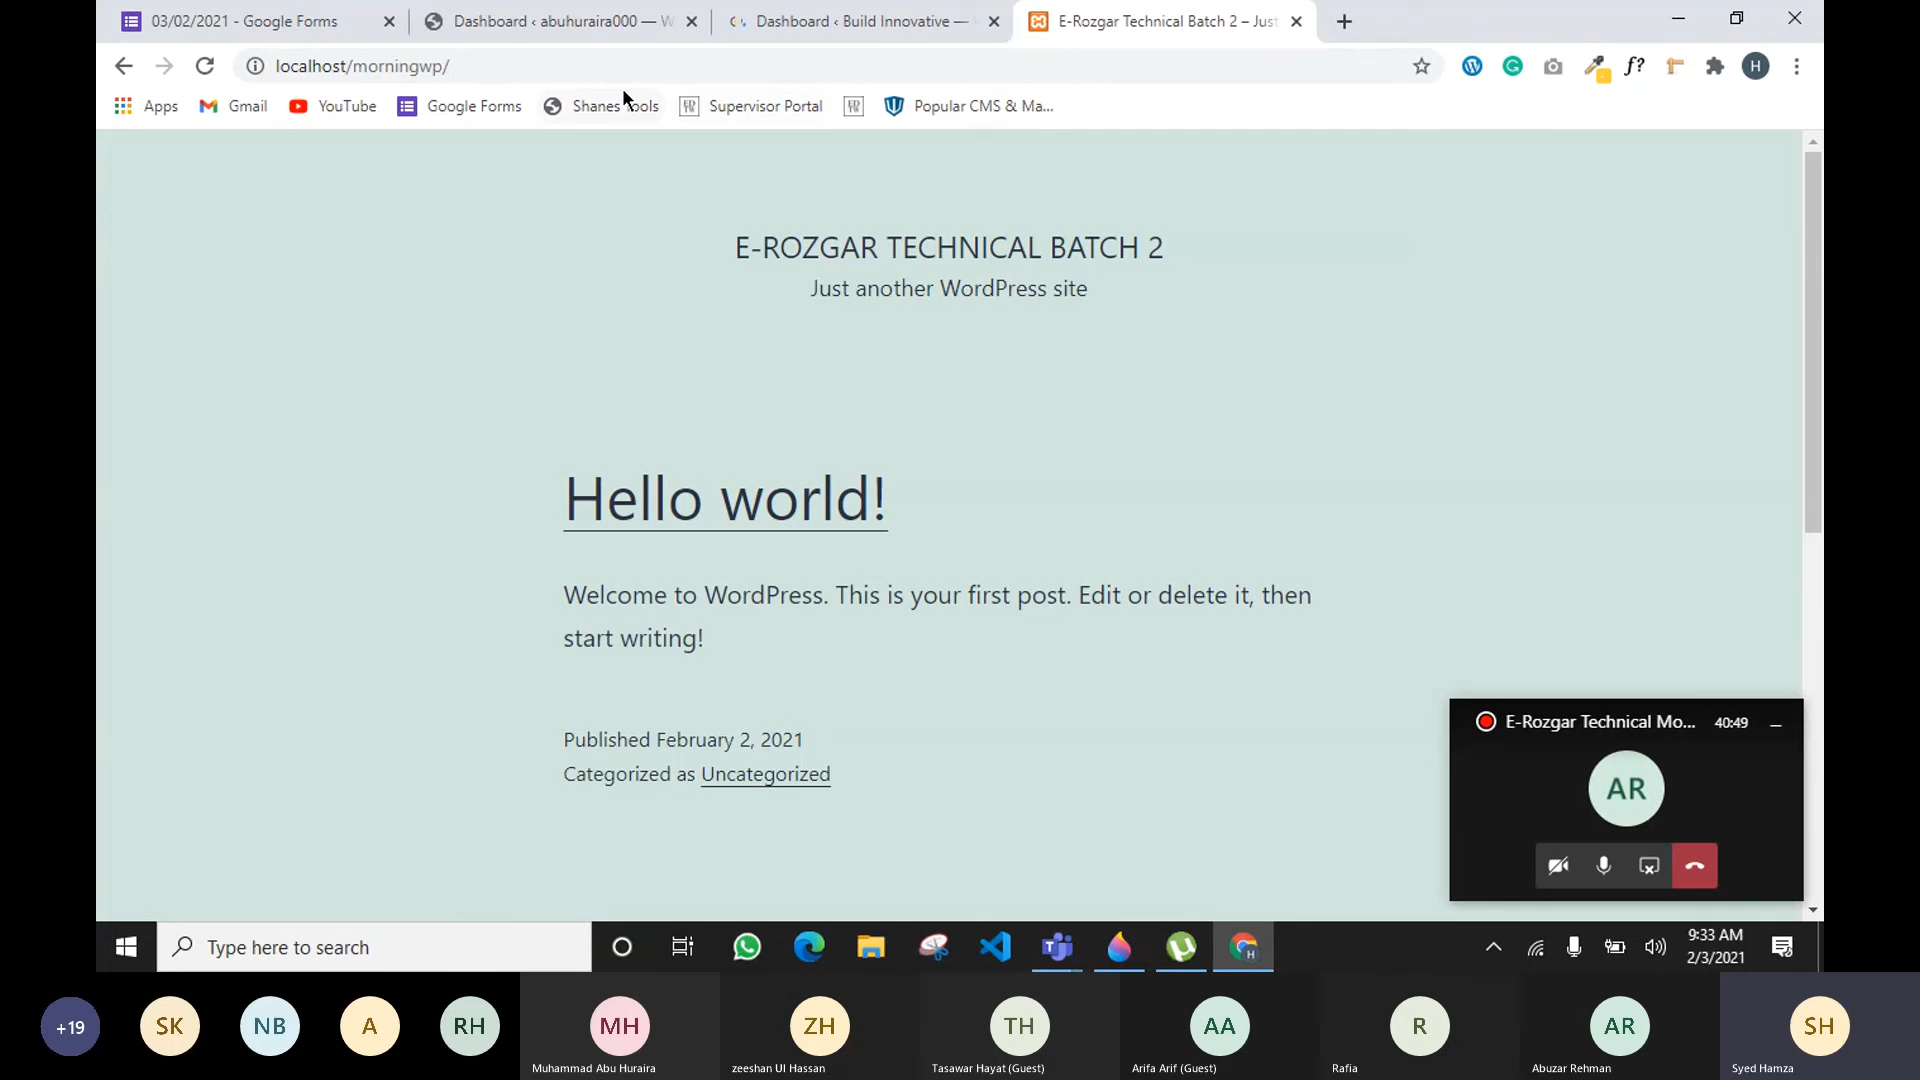 03/02/2021 - Google Forms
Dashboard ‹ abuhuraira000 — W
Dashboard ‹ Build Innovative —
E-Rozgar Technical Batch 2 – Just
localhost/morningwp/
f?
H
Apps
Gmail
YouTube
Google Forms
Shanes Tools
Supervisor Portal
Popular CMS & Ma...
E-ROZGAR TECHNICAL BATCH 2
Just another WordPress site
Hello world!
Welcome to WordPress. This is your first post. Edit or delete it, then
start writing!
Published February 2, 2021
Categorized as Uncategorized
E-Rozgar Technical Mo... 40:49
AR
Type here to search
9:33 AM
2/3/2021
+19
SK
NB
A
RH
MH
ZH
TH
AA
R
AR
SH
Muhammad Abu Huraira
zeeshan Ul Hassan
Tasawar Hayat (Guest)
Arifa Arif (Guest)
Rafia
Abuzar Rehman
Syed Hamza